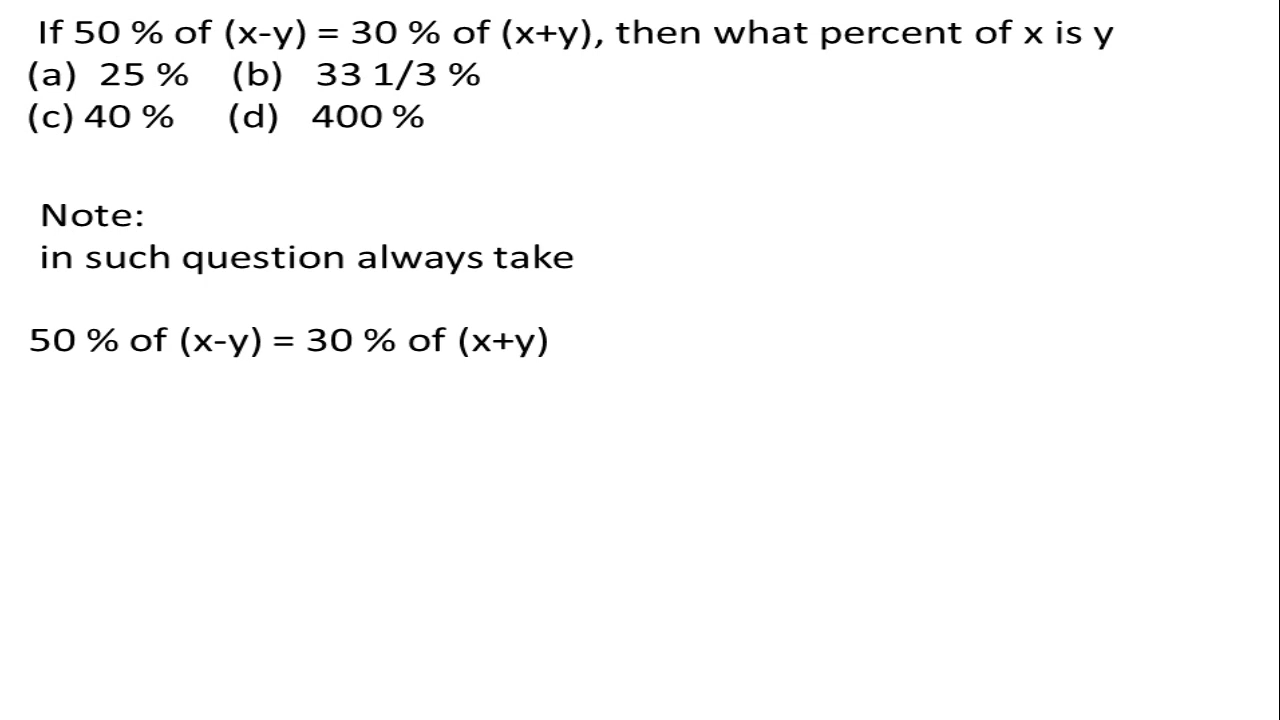 If 50 % of (x-y) = 30 % of (x+y), then what percent of x is y
(a) 25 % (b) 33 1/3 %
(c) 40 % (d) 400 %
Note:
in such question always take
50 % of (x-y) = 30 % of (x+y)